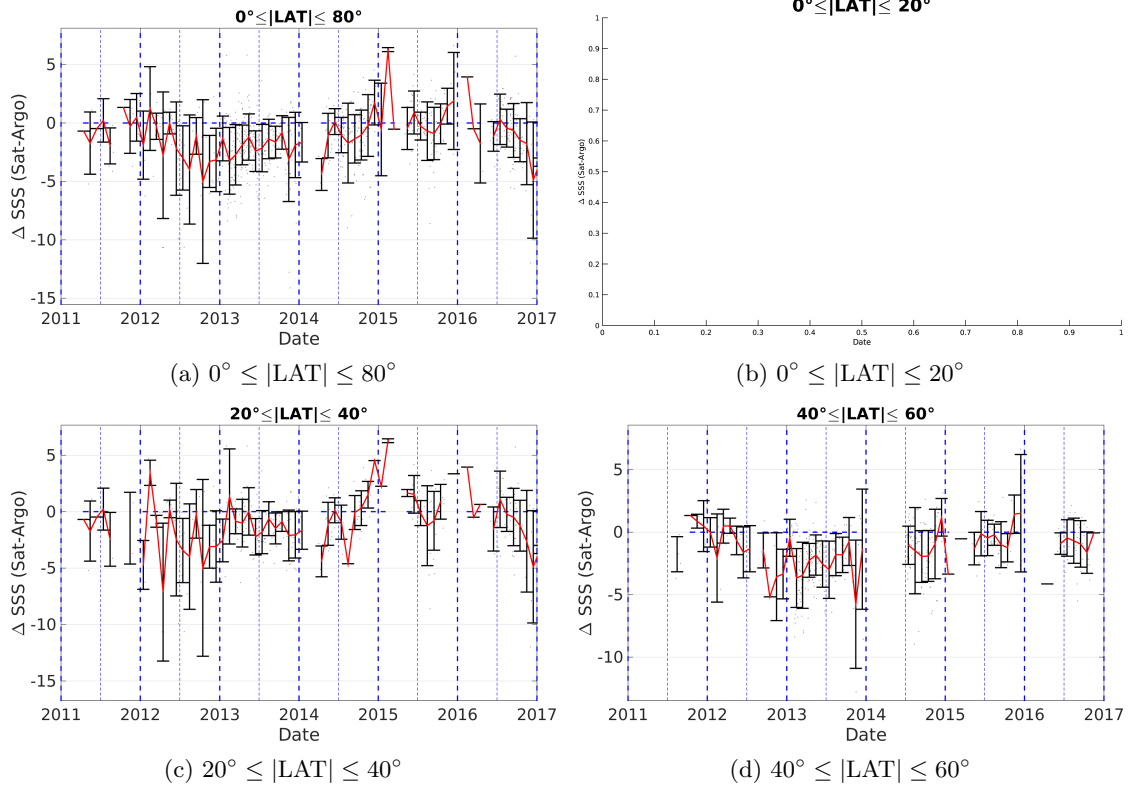 0°≤|LAT|≤ 80°
5
0
-5
-10
-15
Δ SSS (Sat-Argo)
2011 2012 2013 2014 2015 2016 2017
Date
(a) 0° ≤ |LAT| ≤ 80°
0°≤|LAT|≤ 20°
1
0.9
0.8
0.7
0.6
0.5
0.4
0.3
0.2
0.1
0
Δ SSS (Sat-Argo)
0 0.1 0.2 0.3 0.4 0.5 0.6 0.7 0.8 0.9 1
Date
(b) 0° ≤ |LAT| ≤ 20°
20°≤|LAT|≤ 40°
5
0
-5
-10
-15
Δ SSS (Sat-Argo)
2011 2012 2013 2014 2015 2016 2017
Date
(c) 20° ≤ |LAT| ≤ 40°
40°≤|LAT|≤ 60°
5
0
-5
-10
Δ SSS (Sat-Argo)
2011 2012 2013 2014 2015 2016 2017
Date
(d) 40° ≤ |LAT| ≤ 60°